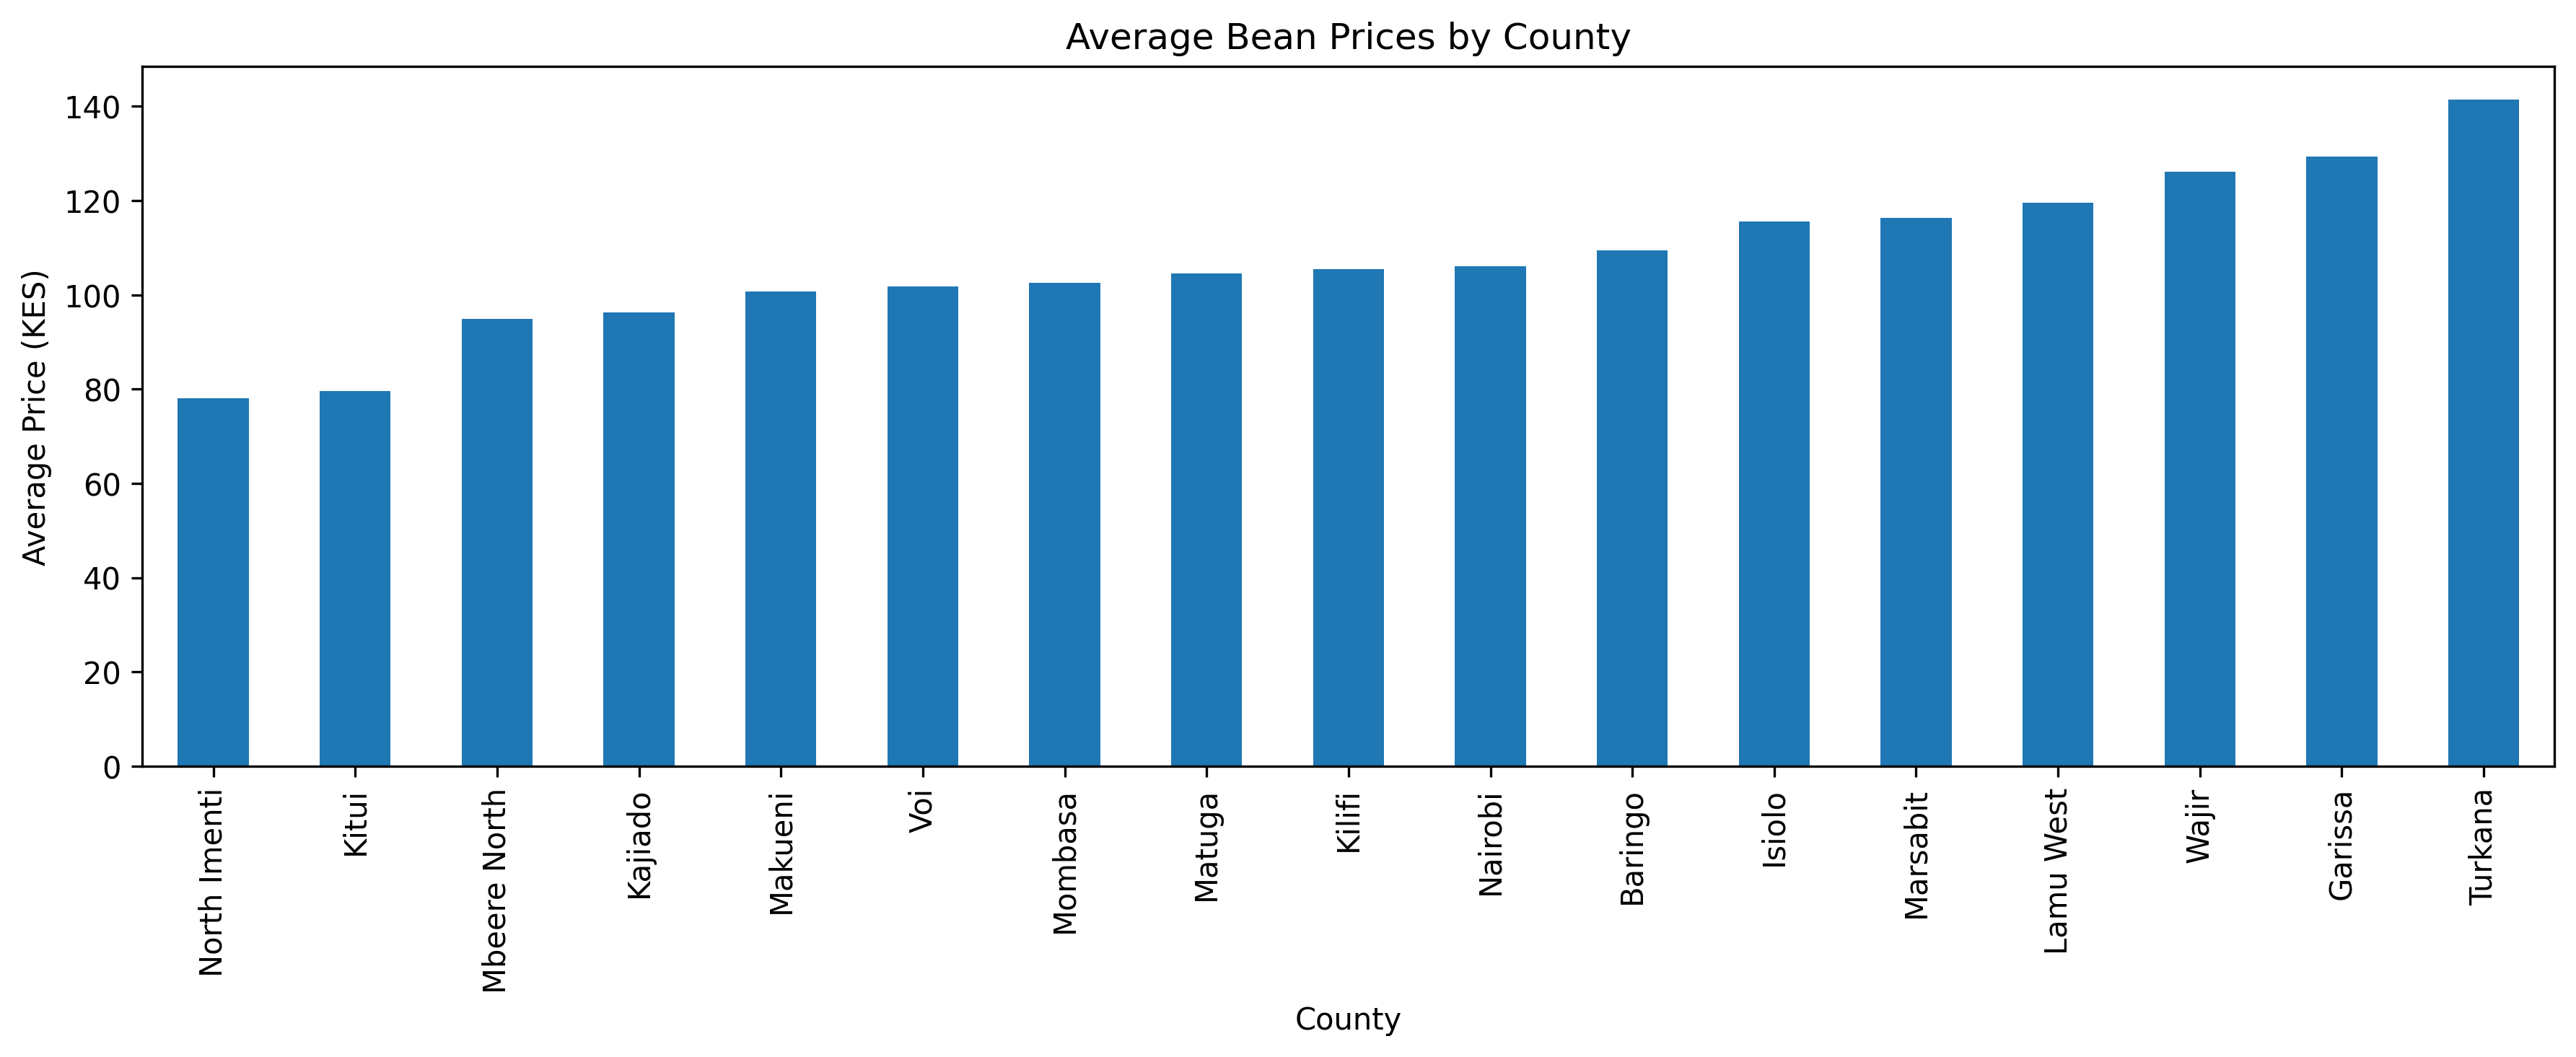 Average Bean Prices by County
Average Price (KES)
140
120
100
80
60
40
20
0
North Imenti
Kitui
Mbeere North
Kajiado
Makueni
Voi
Mombasa
Matuga
Kilifi
Nairobi
Baringo
Isiolo
Marsabit
Lamu West
Wajir
Garissa
Turkana
County